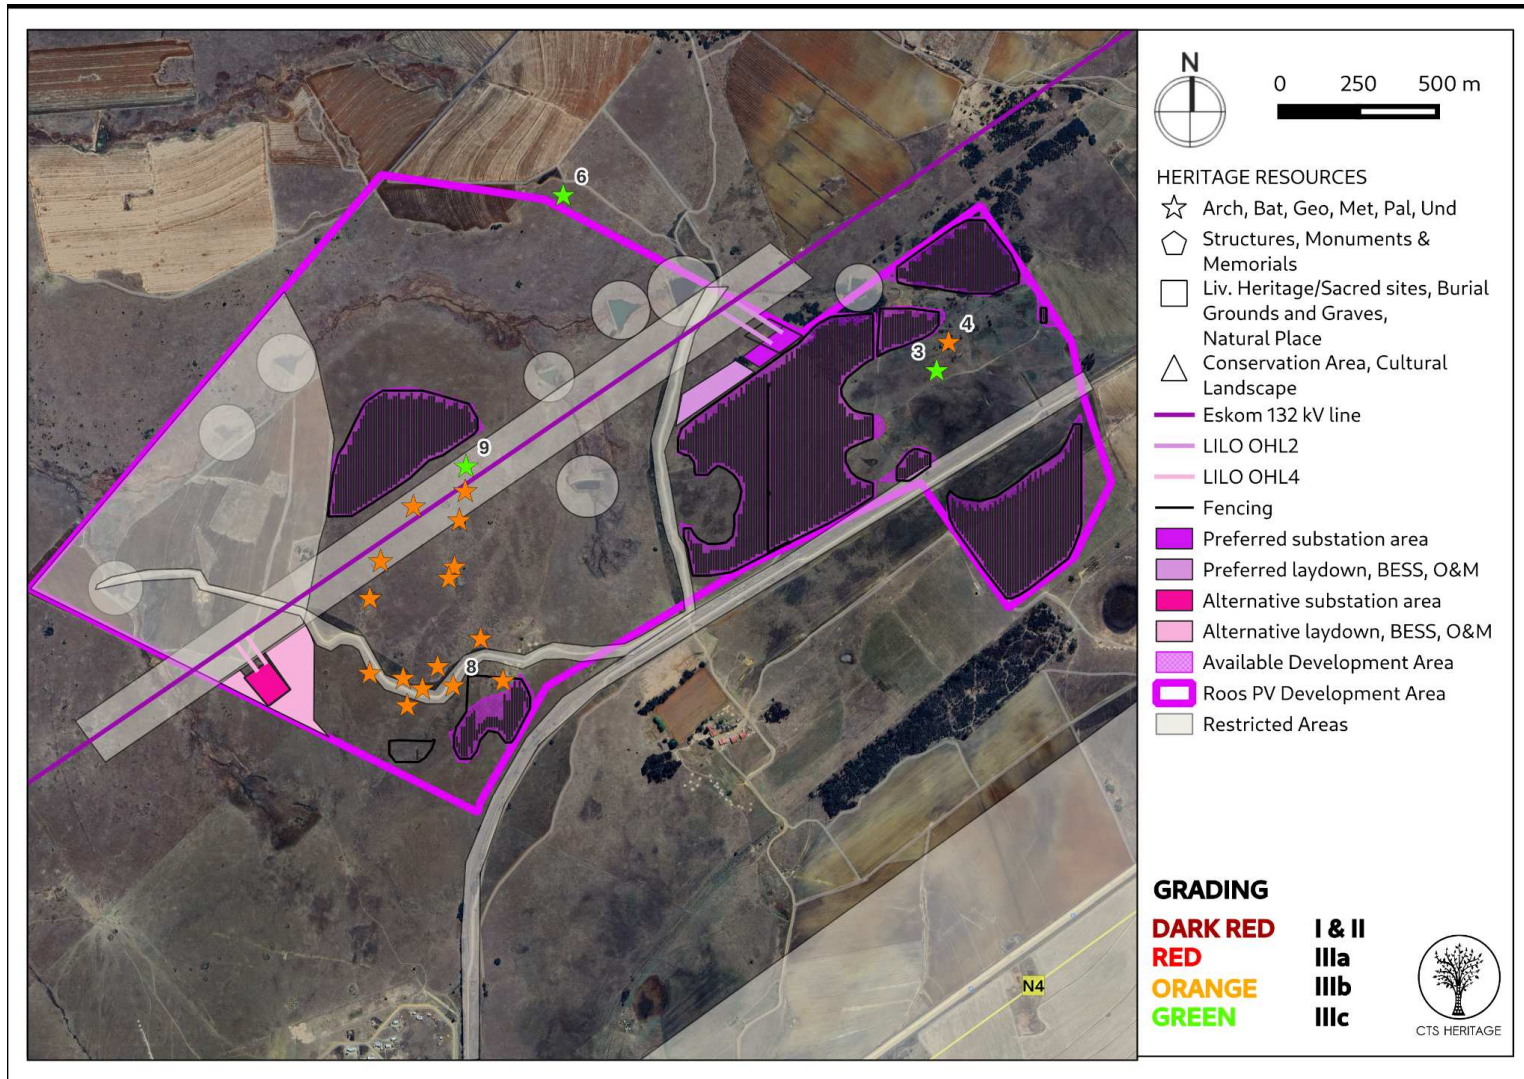 N
0 250 500 m
HERITAGE RESOURCES
Arch, Bat, Geo, Met, Pal, Und
Structures, Monuments &
Memorials
Liv. Heritage/Sacred sites, Burial
Grounds and Graves,
Natural Place
Conservation Area, Cultural
Landscape
Eskom 132 kV line
LILO OHL2
LILO OHL4
Fencing
Preferred substation area
Preferred laydown, BESS, O&M
Alternative substation area
Alternative laydown, BESS, O&M
Available Development Area
Roos PV Development Area
Restricted Areas
GRADING
DARK RED I & II
RED IIIa
ORANGE IIIb
GREEN IIIc
CTS HERITAGE
6
4
3
9
8
N4